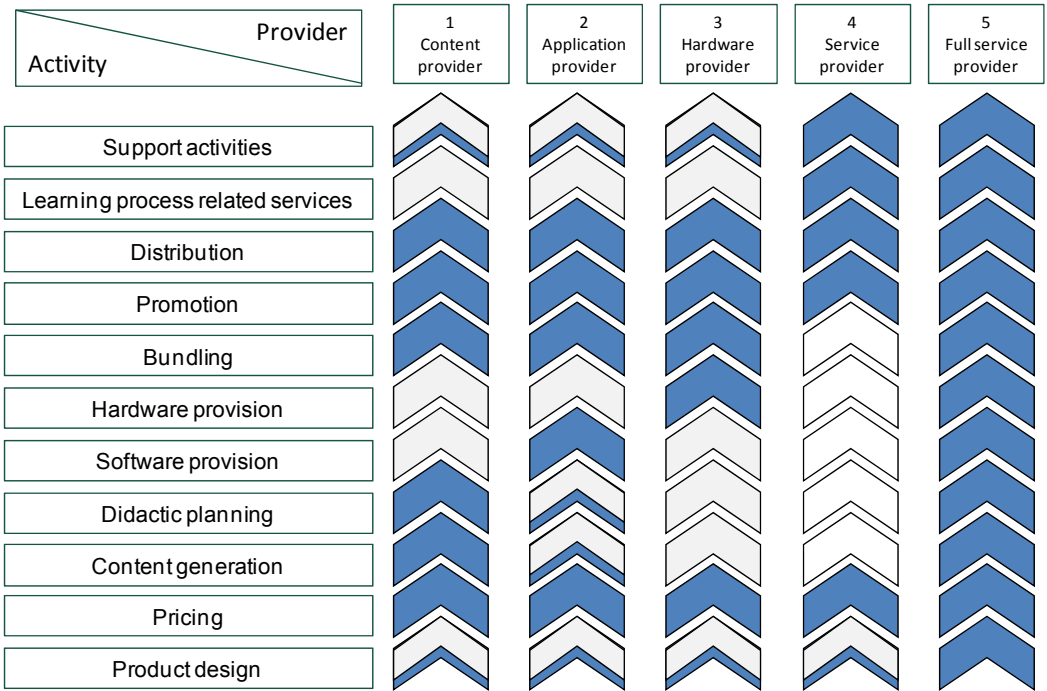 Provider
Activity
1
Content
provider
2
Application
provider
3
Hardware
provider
4
Service
provider
5
Full service
provider
Support activities
Learning process related services
Distribution
Promotion
Bundling
Hardware provision
Software provision
Didactic planning
Content generation
Pricing
Product design